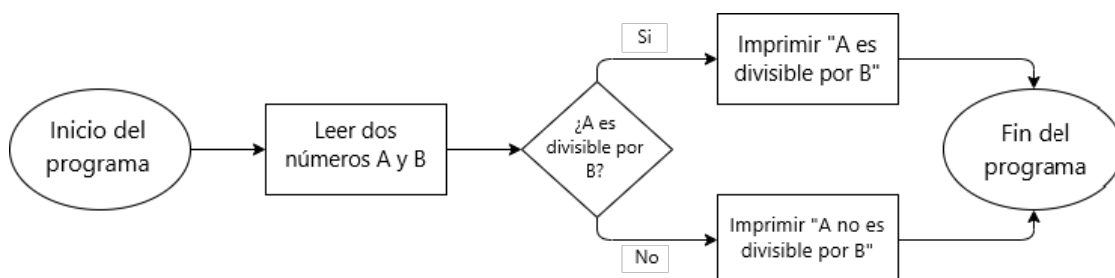 Inicio del
programa
Leer dos
números A y B
¿A es
divisible por
B?
Si
Imprimir "A es
divisible por B"
No
Imprimir "A no es
divisible por B"
Fin del
programa